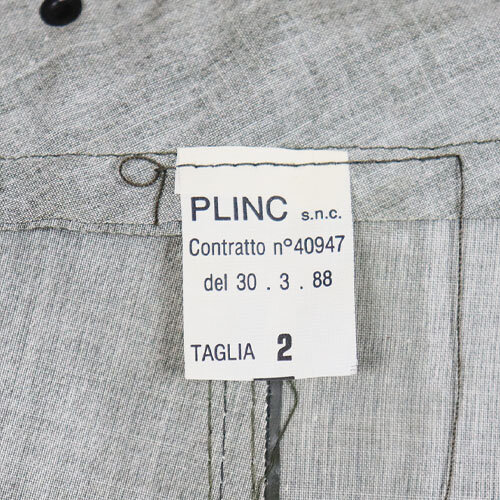 PLINC s.n.c.
Contratto n°40947
del 30 . 3 . 88
TAGLIA 2